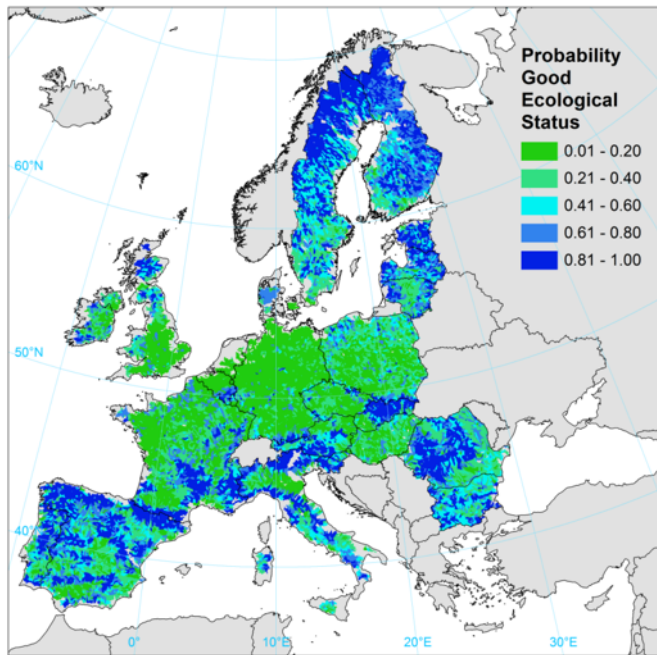 Probability
Good
Ecological
Status
0.01 - 0.20
0.21 - 0.40
0.41 - 0.60
0.61 - 0.80
0.81 - 1.00
60°N
50°N
40°N
0°
10°E
20°E
30°E